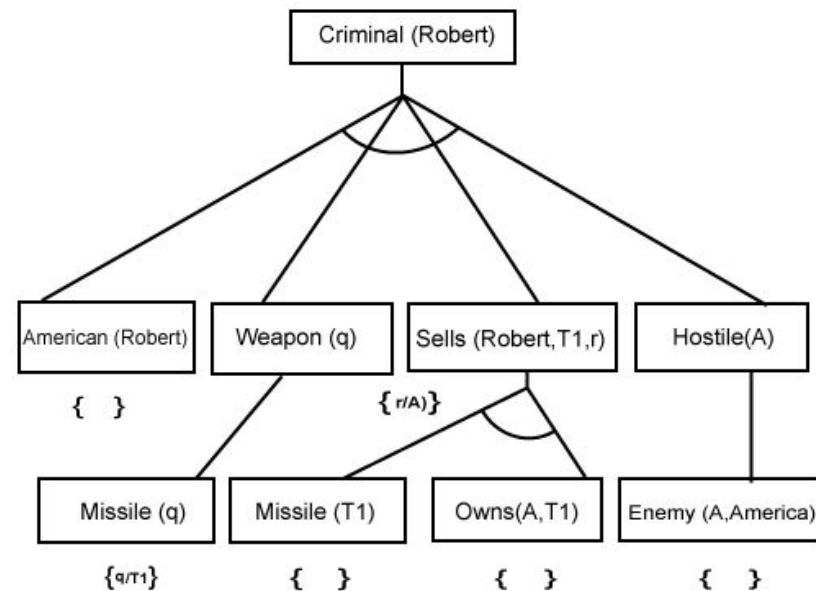 Criminal (Robert)
American (Robert)
Weapon (q)
Sells (Robert,T1,r)
Hostile(A)
{ }
{ r/A)}
Missile (q)
Missile (T1)
Owns(A,T1)
Enemy (A,America)
{q/T1}
{ }
{ }
{ }